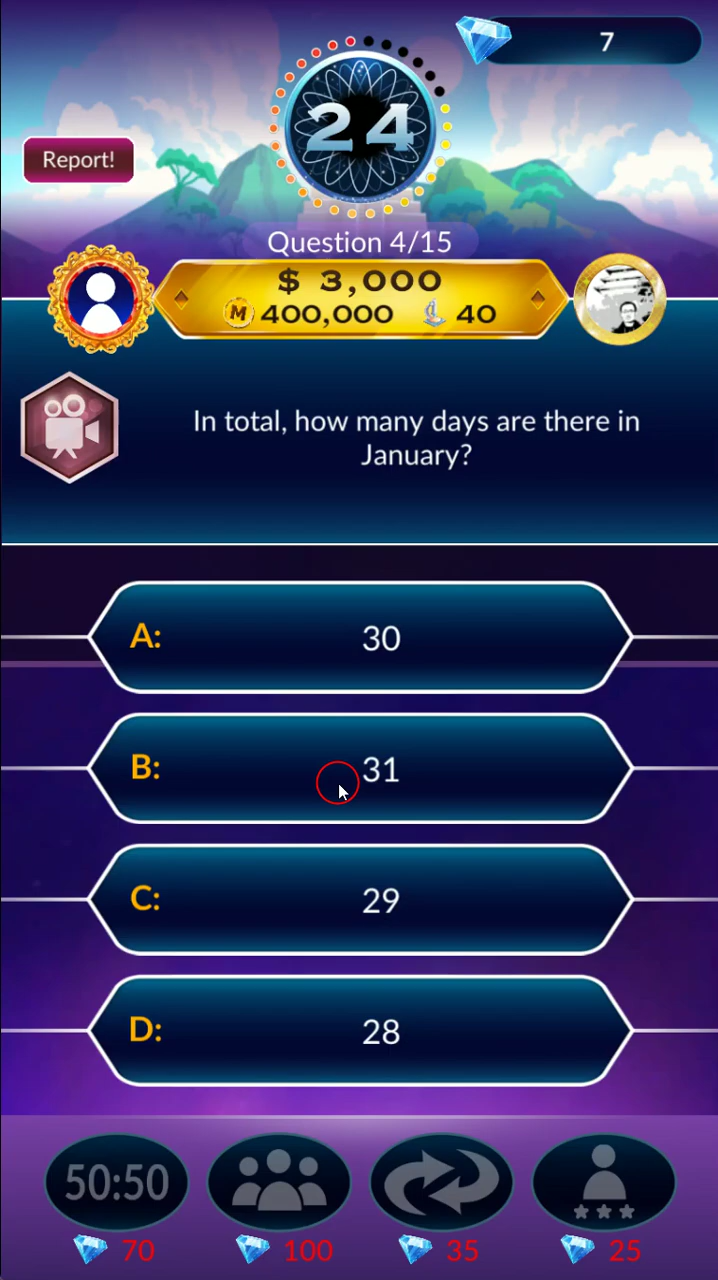 7
24
Report!
Question 4/15
$ 3,000
M 400,000 40
In total, how many days are there in
January?
A: 30
B: 31
C: 29
D: 28
50:50
70 100 35 25